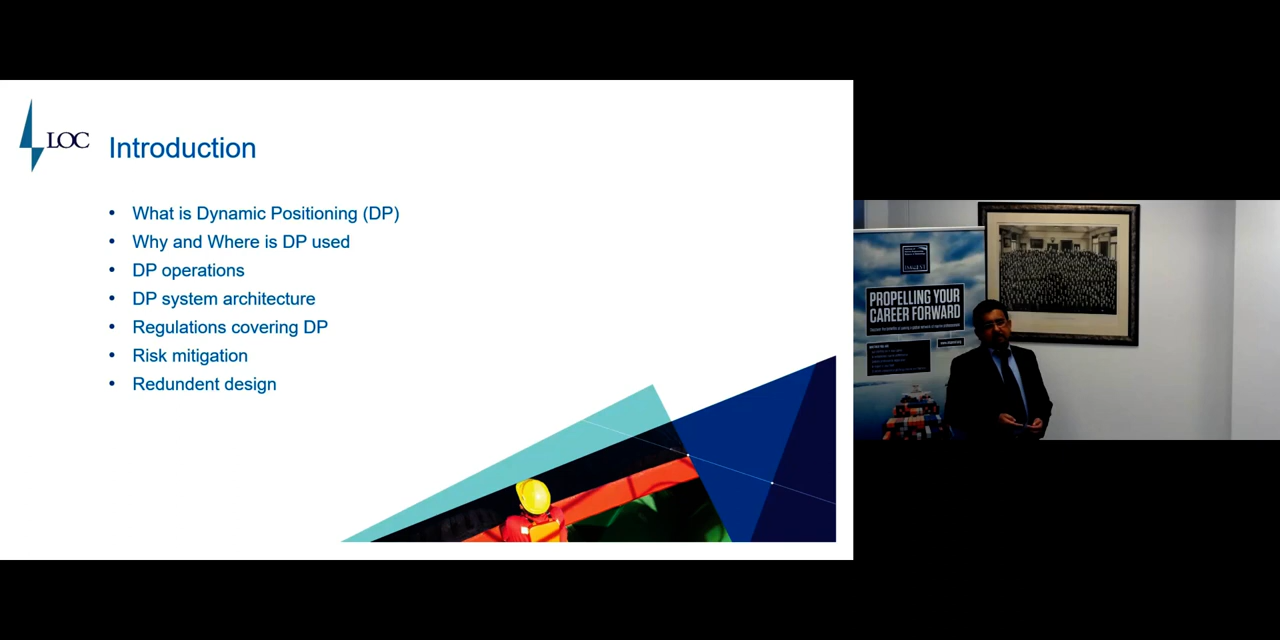 LOC
Introduction
• What is Dynamic Positioning (DP)
• Why and Where is DP used
• DP operations
• DP system architecture
• Regulations covering DP
• Risk mitigation
• Redundent design
PROPELLING YOUR
CAREER FORWARD